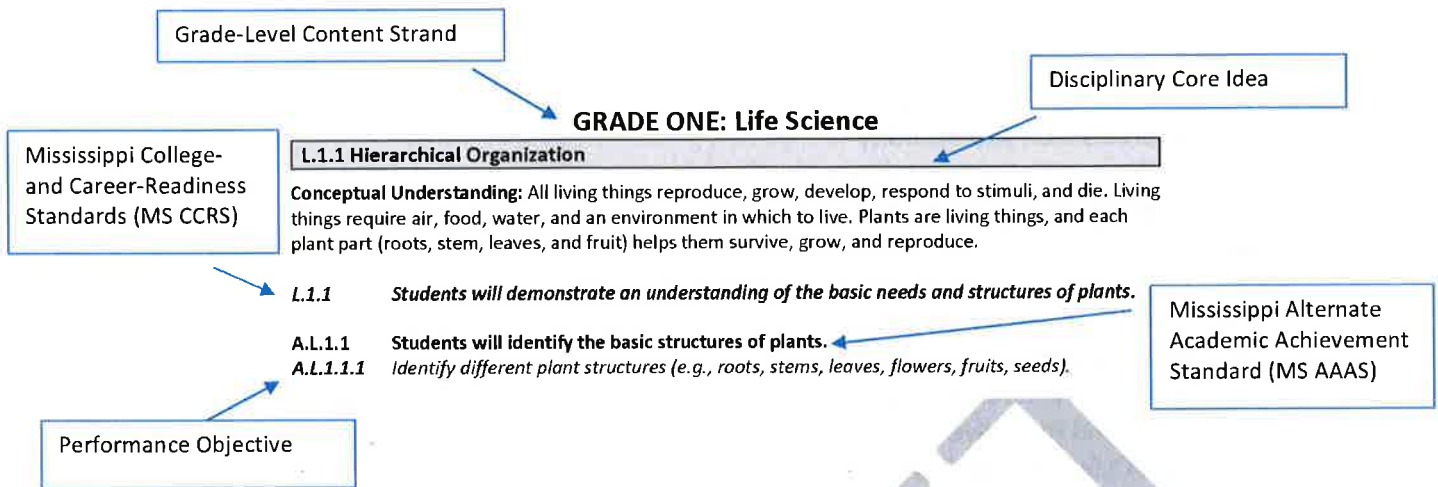 Grade-Level Content Strand
Disciplinary Core Idea
GRADE ONE: Life Science
Mississippi College-
and Career-Readiness
Standards (MS CCRS)
L.1.1 Hierarchical Organization
Conceptual Understanding: All living things reproduce, grow, develop, respond to stimuli, and die. Living
things require air, food, water, and an environment in which to live. Plants are living things, and each
plant part (roots, stem, leaves, and fruit) helps them survive, grow, and reproduce.
L.1.1 Students will demonstrate an understanding of the basic needs and structures of plants.
Mississippi Alternate
Academic Achievement
Standard (MS AAAS)
A.L.1.1 Students will identify the basic structures of plants.
A.L.1.1.1 Identify different plant structures (e.g., roots, stems, leaves, flowers, fruits, seeds).
Performance Objective